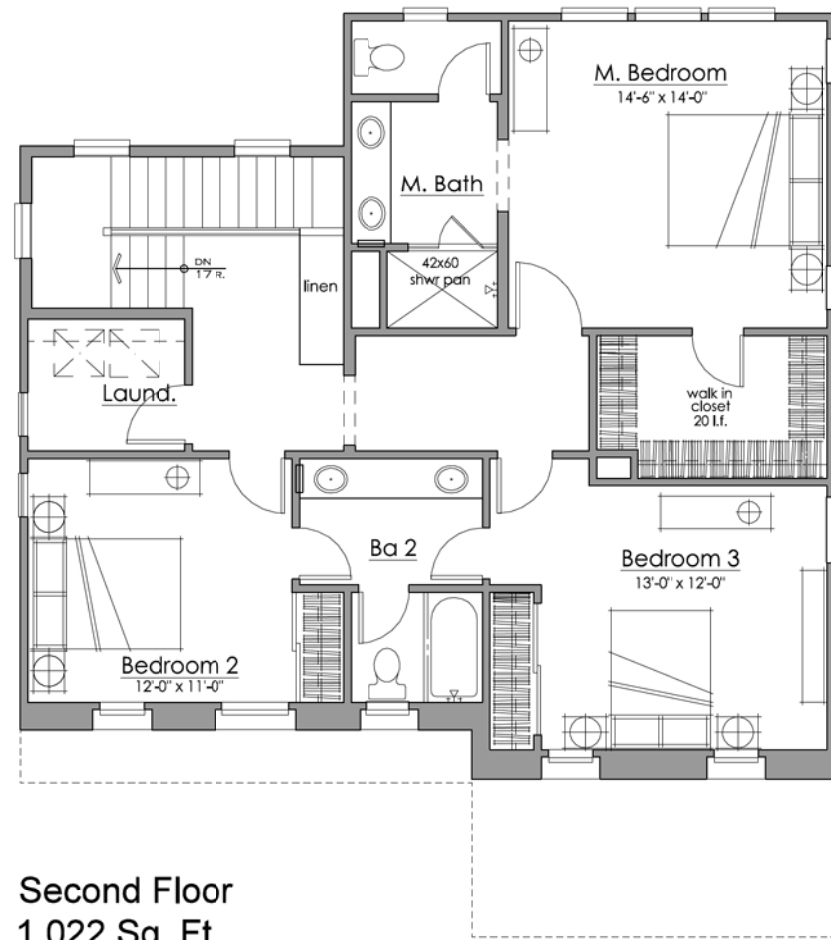 M. Bedroom
14'-6" x 14'-0"
M. Bath
42x60
shwr pan
DN
17 R.
linen
Laund.
walk in
closet
20 l.f.
Ba 2
Bedroom 3
13'-0" x 12'-0"
Bedroom 2
12'-0" x 11'-0"
Second Floor
1,022 Sq. Ft.